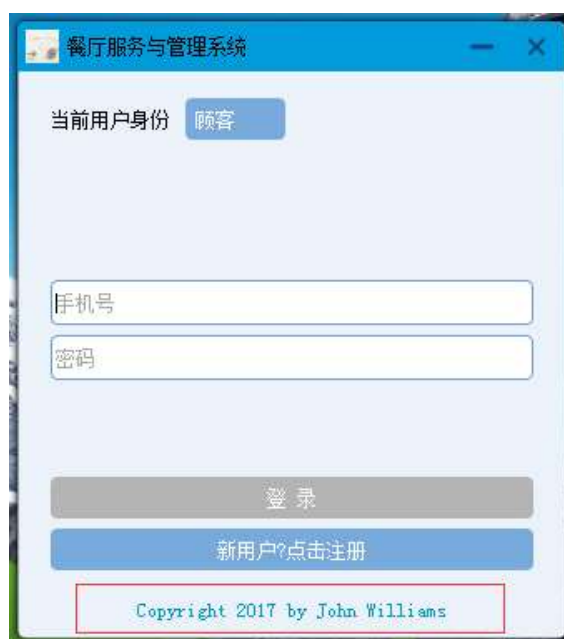 餐厅服务与管理系统
当前用户身份 顾客
手机号
密码
登 录
新用户?点击注册
Copyright 2017 by John Williams